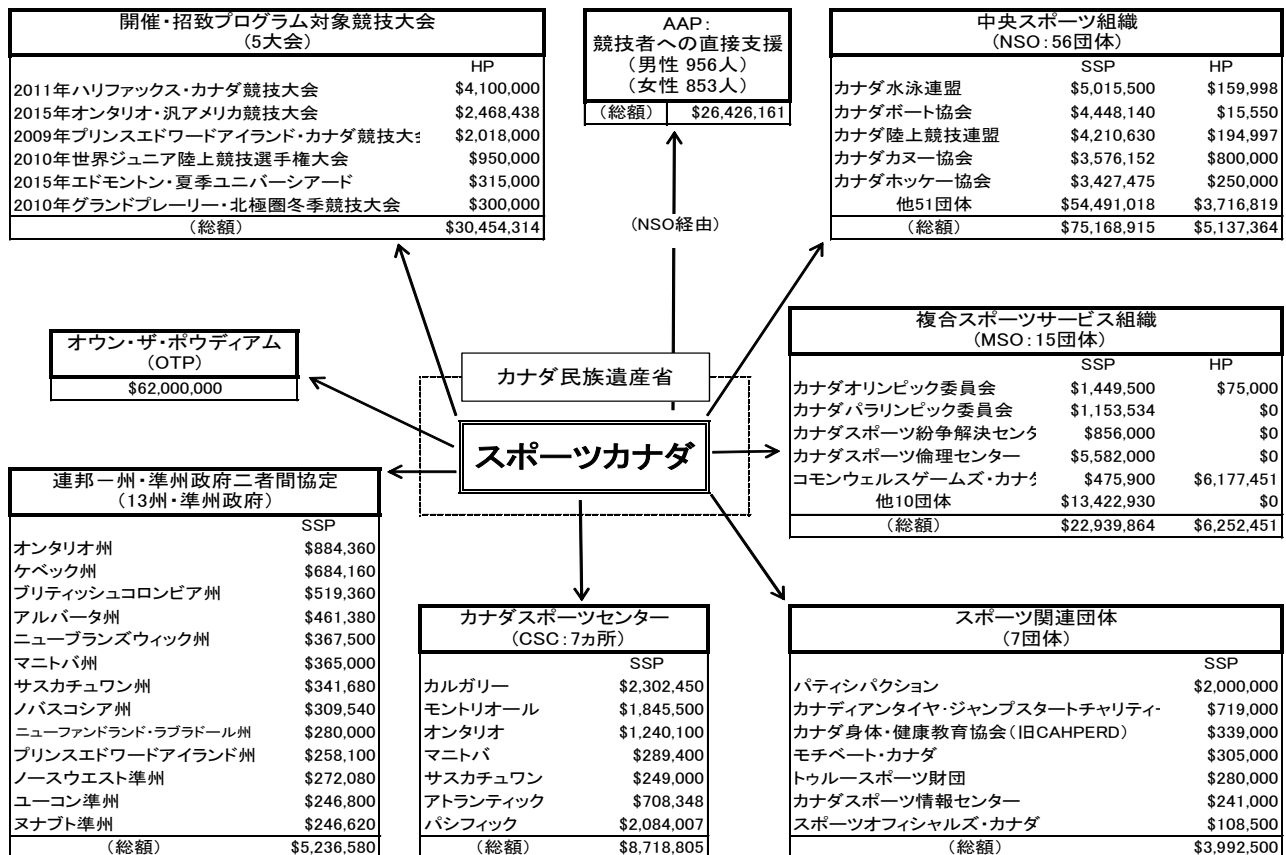 開催・招致プログラム対象競技大会
(5大会)
HP
2011年ハリファックス・カナダ競技大会 $4,100,000
2015年オンタリオ・汎アメリカ競技大会 $2,468,438
2009年プリンスエドワードアイランド・カナダ競技大会 $2,018,000
2010年世界ジュニア陸上競技選手権大会 $950,000
2015年エドモントン・夏季ユニバーシアード $315,000
2010年グランドプレーリー・北極圏冬季競技大会 $300,000
(総額) $30,454,314
AAP:
競技者への直接支援
(男性 956人)
(女性 853人)
(総額) $26,426,161
(NSO経由)
中央スポーツ組織
(NSO:56団体)
SSP HP
カナダ水泳連盟 $5,015,500 $159,998
カナダボート協会 $4,448,140 $15,550
カナダ陸上競技連盟 $4,210,630 $194,997
カナダカヌー協会 $3,576,152 $800,000
カナダホッケー協会 $3,427,475 $250,000
他51団体 $54,491,018 $3,716,819
(総額) $75,168,915 $5,137,364
オウン・ザ・ポウディアム
(OTP)
$62,000,000
カナダ民族遺産省
スポーツカナダ
複合スポーツサービス組織
(MSO:15団体)
SSP HP
カナダオリンピック委員会 $1,449,500 $75,000
カナダパラリンピック委員会 $1,153,534 $0
カナダスポーツ紛争解決センタ $856,000 $0
カナダスポーツ倫理センター $5,582,000 $0
コモンウェルスゲームズ・カナダ $475,900 $6,177,451
他10団体 $13,422,930 $0
(総額) $22,939,864 $6,252,451
連邦－州・準州政府二者間協定
(13州・準州政府)
SSP
オンタリオ州 $884,360
ケベック州 $684,160
ブリティッシュコロンビア州 $519,360
アルバータ州 $461,380
ニューブランズウィック州 $367,500
マニトバ州 $365,000
サスカチュワン州 $341,680
ノバスコシア州 $309,540
ニューファンドランド・ラブラドール州 $280,000
プリンスエドワードアイランド州 $258,100
ノースウエスト準州 $272,080
ユーコン準州 $246,800
ヌナブト準州 $246,620
(総額) $5,236,580
カナダスポーツセンター
(CSC:7ヵ所)
SSP
カルガリー $2,302,450
モントリオール $1,845,500
オンタリオ $1,240,100
マニトバ $289,400
サスカチュワン $249,000
アトランティック $708,348
パシフィック $2,084,007
(総額) $8,718,805
スポーツ関連団体
(7団体)
SSP
パティシパクション $2,000,000
カナディアンタイヤ・ジャンプスタートチャリティー $719,000
カナダ身体・健康教育協会(旧CAHPERD) $339,000
モチベート・カナダ $305,000
トゥルースポーツ財団 $280,000
カナダスポーツ情報センター $241,000
スポーツオフィシャルズ・カナダ $108,500
(総額) $3,992,500